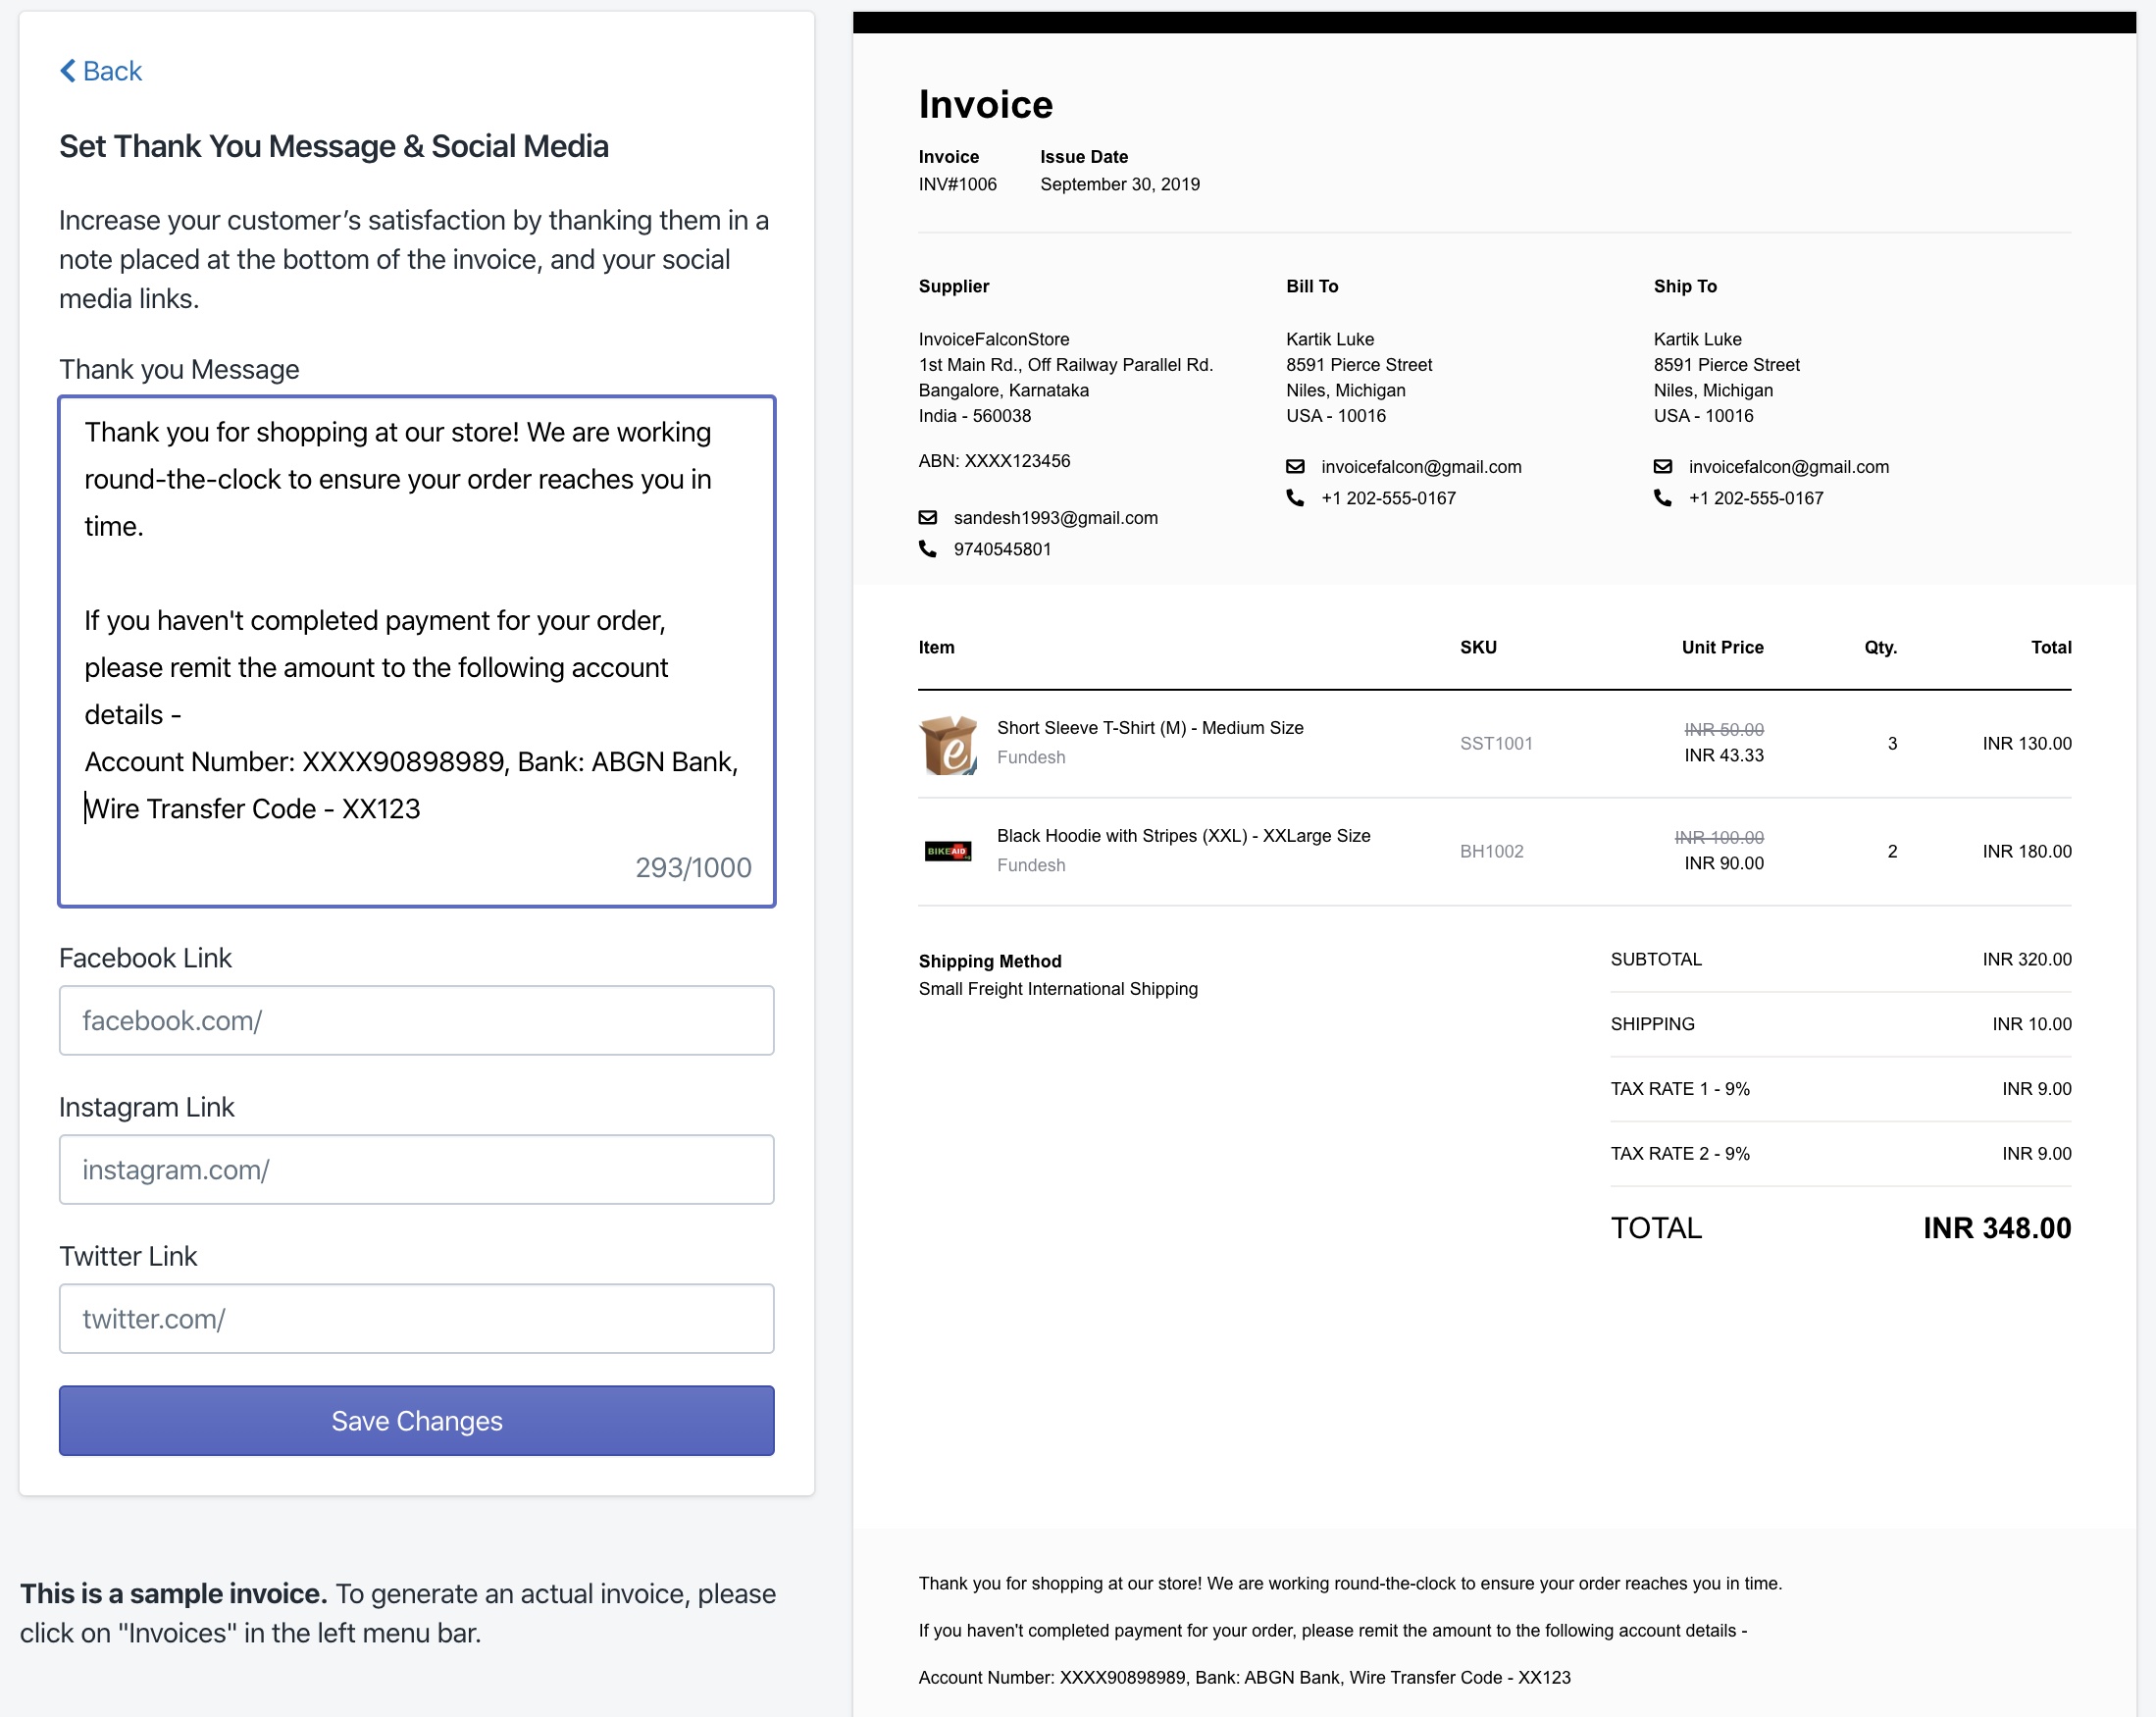 Back
Set Thank You Message & Social Media
Increase your customer’s satisfaction by thanking them in a
note placed at the bottom of the invoice, and your social
media links.
Thank you Message
Thank you for shopping at our store! We are working
round-the-clock to ensure your order reaches you in
time.
If you haven't completed payment for your order,
please remit the amount to the following account
details -
Account Number: XXXX90898989, Bank: ABGN Bank,
Wire Transfer Code - XX123
293/1000
Facebook Link
facebook.com/
Instagram Link
instagram.com/
Twitter Link
twitter.com/
Save Changes
This is a sample invoice. To generate an actual invoice, please
click on "Invoices" in the left menu bar.
Invoice
Invoice Issue Date
INV#1006 September 30, 2019
Supplier
InvoiceFalconStore
1st Main Rd., Off Railway Parallel Rd.
Bangalore, Karnataka
India - 560038
ABN: XXXX123456
sandesh1993@gmail.com
9740545801
Bill To
Kartik Luke
8591 Pierce Street
Niles, Michigan
USA - 10016
invoicefalcon@gmail.com
+1 202-555-0167
Ship To
Kartik Luke
8591 Pierce Street
Niles, Michigan
USA - 10016
invoicefalcon@gmail.com
+1 202-555-0167
Item SKU Unit Price Qty. Total
Short Sleeve T-Shirt (M) - Medium Size
Fundesh
SST1001
INR 50.00
INR 43.33
3
INR 130.00
BIKEAID
Black Hoodie with Stripes (XXL) - XXLarge Size
Fundesh
BH1002
INR 100.00
INR 90.00
2
INR 180.00
Shipping Method
Small Freight International Shipping
SUBTOTAL INR 320.00
SHIPPING INR 10.00
TAX RATE 1 - 9% INR 9.00
TAX RATE 2 - 9% INR 9.00
TOTAL INR 348.00
Thank you for shopping at our store! We are working round-the-clock to ensure your order reaches you in time.
If you haven't completed payment for your order, please remit the amount to the following account details -
Account Number: XXXX90898989, Bank: ABGN Bank, Wire Transfer Code - XX123